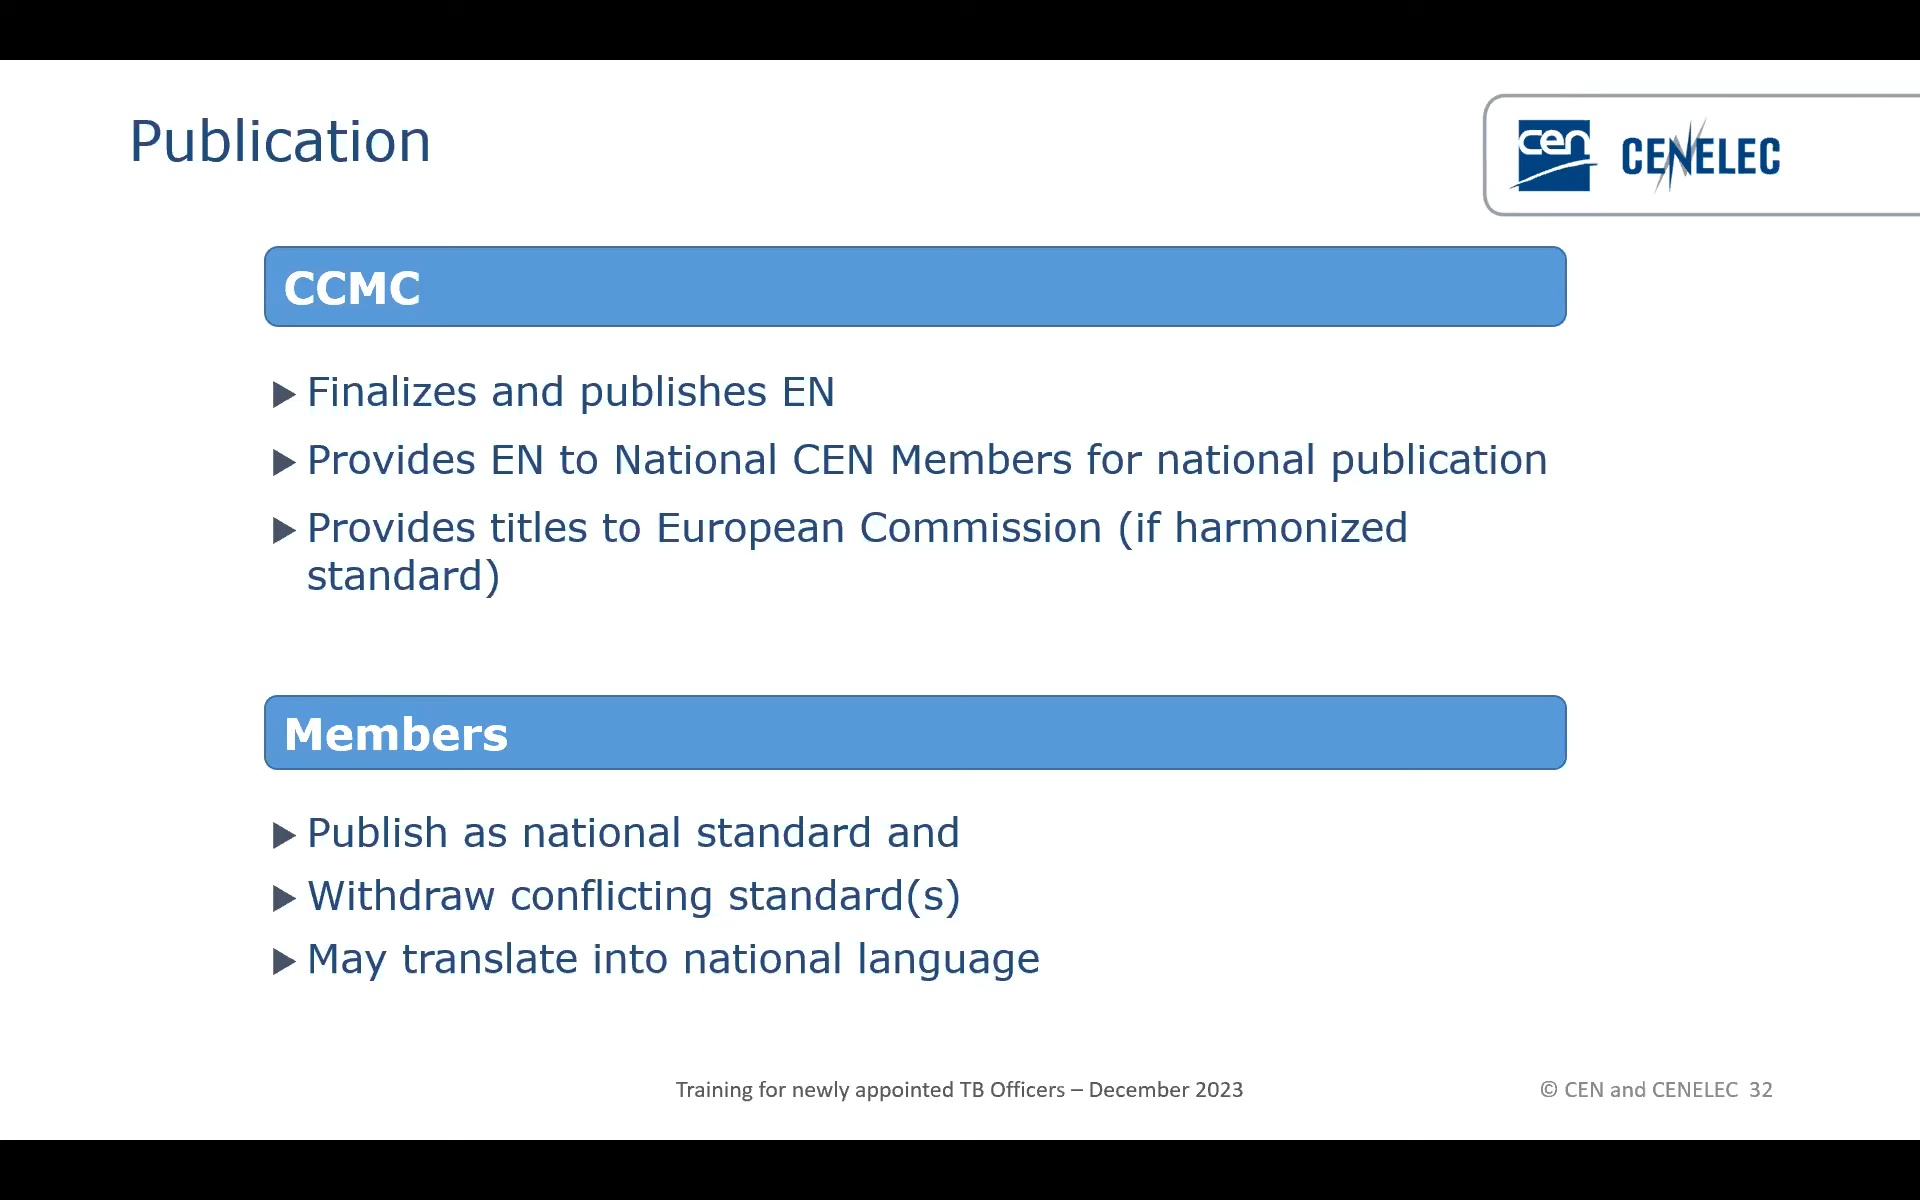 Publication
cen CENELEC
CCMC
Finalizes and publishes EN
Provides EN to National CEN Members for national publication
Provides titles to European Commission (if harmonized
standard)
Members
Publish as national standard and
Withdraw conflicting standard(s)
May translate into national language
Training for newly appointed TB Officers – December 2023
© CEN and CENELEC 32